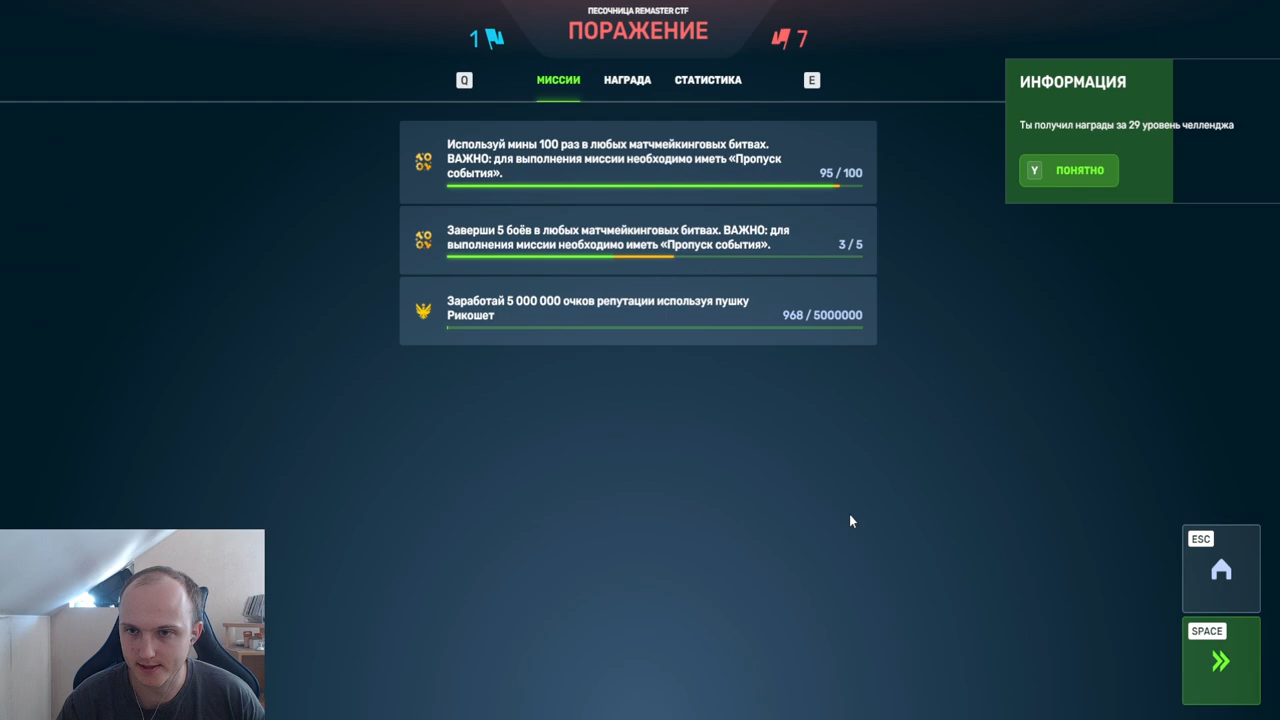 ПЕСОЧНИЦА REMASTER CTF
1 ПОРАЖЕНИЕ 7
Q МИССИИ НАГРАДА СТАТИСТИКА E
ИНФОРМАЦИЯ
Ты получил награды за 29 уровень челленджа
Y ПОНЯТНО
Используй мины 100 раз в любых матчмейкинговых битвах.
ВАЖНО: для выполнения миссии необходимо иметь «Пропуск
события». 95 / 100
Заверши 5 боёв в любых матчмейкинговых битвах. ВАЖНО: для
выполнения миссии необходимо иметь «Пропуск события». 3 / 5
Заработай 5 000 000 очков репутации используя пушку
Рикошет 968 / 5000000
ESC
SPACE